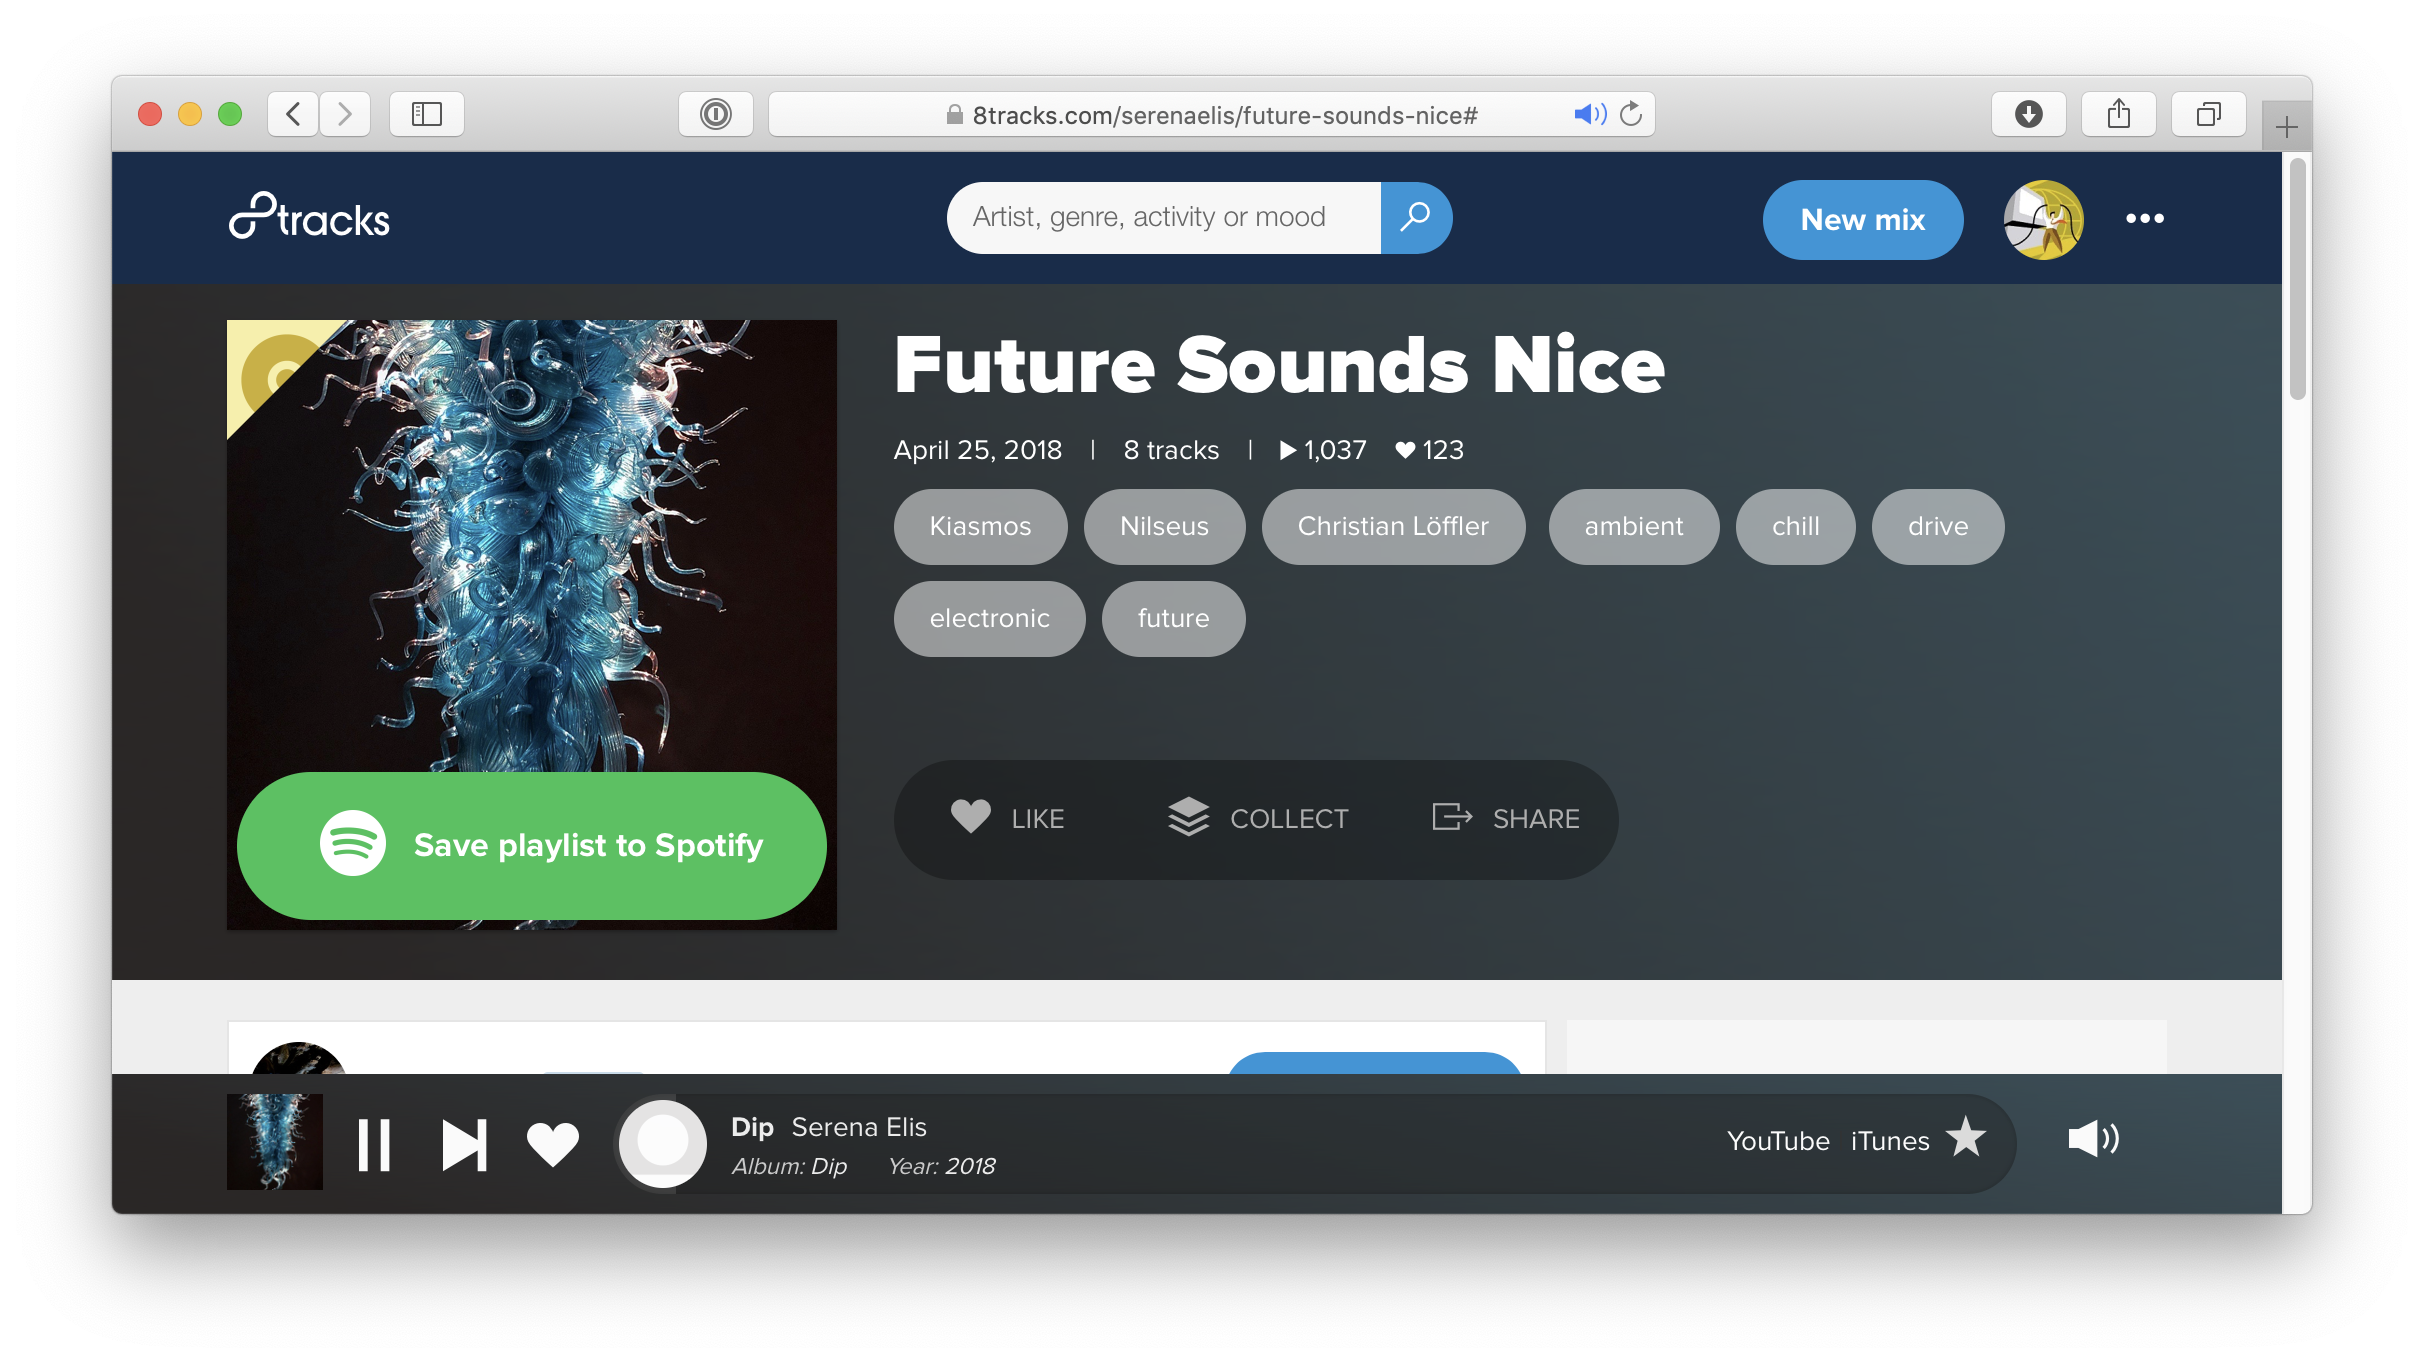 8tracks.com/serenaelis/future-sounds-nice#
8tracks
Artist, genre, activity or mood
New mix
Future Sounds Nice
April 25, 2018 | 8 tracks | 1,037 123
Kiasmos Nilseus Christian Löffler ambient chill drive
electronic future
LIKE COLLECT SHARE
Save playlist to Spotify
Dip Serena Elis
Album: Dip Year: 2018
YouTube iTunes